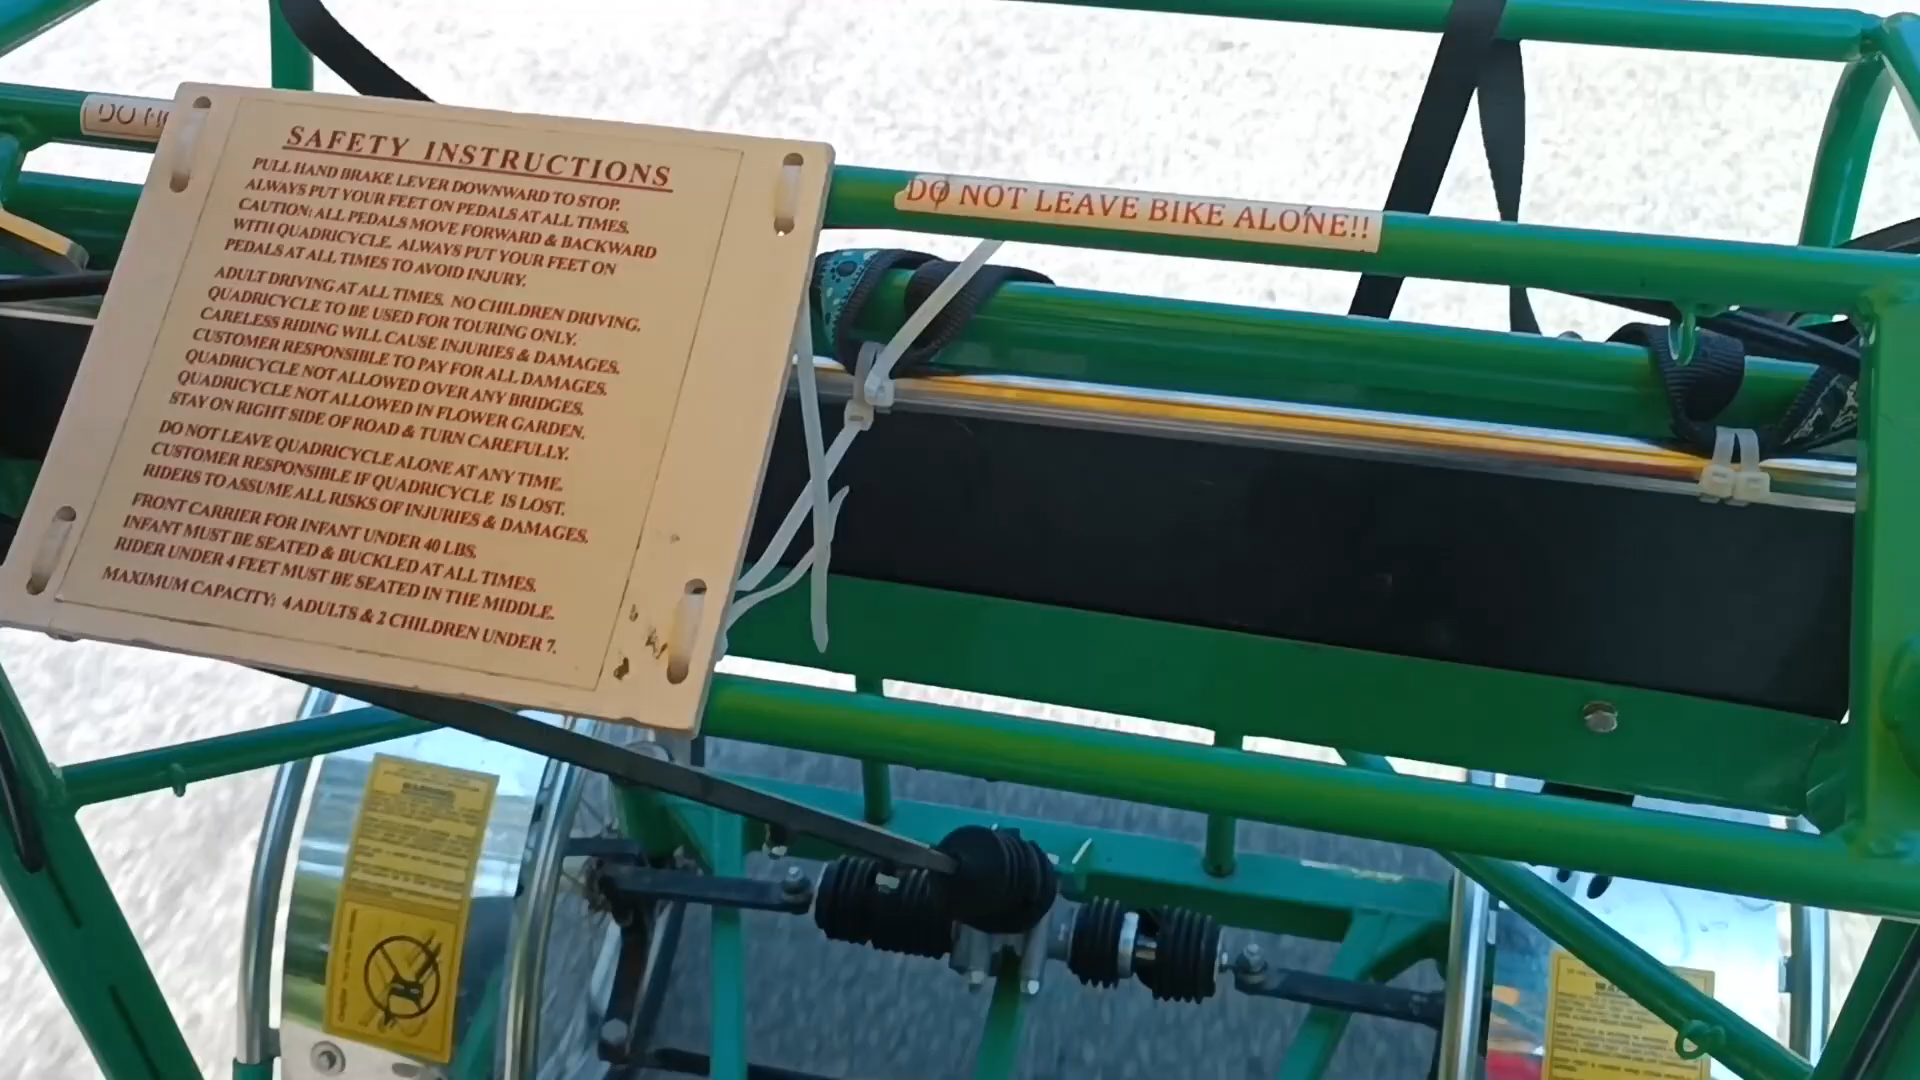 DO NO
SAFETY INSTRUCTIONS
PULL HAND BRAKE LEVER DOWNWARD TO STOP.
ALWAYS PUT YOUR FEET ON PEDALS AT ALL TIMES.
CAUTION: ALL PEDALS MOVE FORWARD & BACKWARD
WITH QUADRICYCLE. ALWAYS PUT YOUR FEET ON
PEDALS AT ALL TIMES TO AVOID INJURY.
ADULT DRIVING AT ALL TIMES. NO CHILDREN DRIVING.
QUADRICYCLE TO BE USED FOR TOURING ONLY.
CARELESS RIDING WILL CAUSE INJURIES & DAMAGES.
CUSTOMER RESPONSIBLE TO PAY FOR ALL DAMAGES.
QUADRICYCLE NOT ALLOWED OVER ANY BRIDGES.
QUADRICYCLE NOT ALLOWED IN FLOWER GARDEN.
STAY ON RIGHT SIDE OF ROAD & TURN CAREFULLY.
DO NOT LEAVE QUADRICYCLE ALONE AT ANY TIME.
CUSTOMER RESPONSIBLE IF QUADRICYCLE IS LOST.
RIDERS TO ASSUME ALL RISKS OF INJURIES & DAMAGES.
FRONT CARRIER FOR INFANT UNDER 40 LBS.
INFANT MUST BE SEATED & BUCKLED AT ALL TIMES.
RIDER UNDER 4 FEET MUST BE SEATED IN THE MIDDLE.
MAXIMUM CAPACITY: 4 ADULTS & 2 CHILDREN UNDER 7.
DO NOT LEAVE BIKE ALONE!!
WARNING